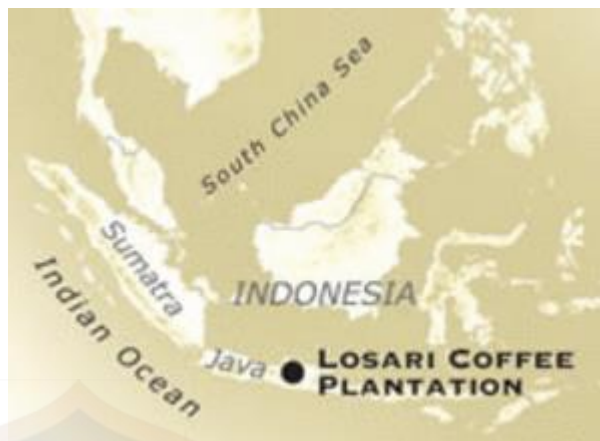 South China Sea
Sumatra
Indian Ocean
INDONESIA
Java
LOSARI COFFEE
PLANTATION